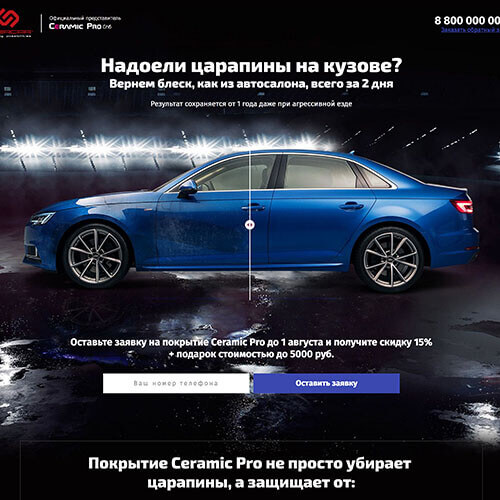 Официальный представитель
Ceramic Pro
8 800 000 00
Заказать обратный з
Надоели царапины на кузове?
Вернем блеск, как из автосалона, всего за 2 дня
Результат сохраняется от 1 года даже при агрессивной езде
Оставьте заявку на покрытие Ceramic Pro до 1 августа и получите скидку 15%
+ подарок стоимостью до 5000 руб.
Ваш номер телефона
Оставить заявку
Покрытие Ceramic Pro не просто убирает
царапины, а защищает от: